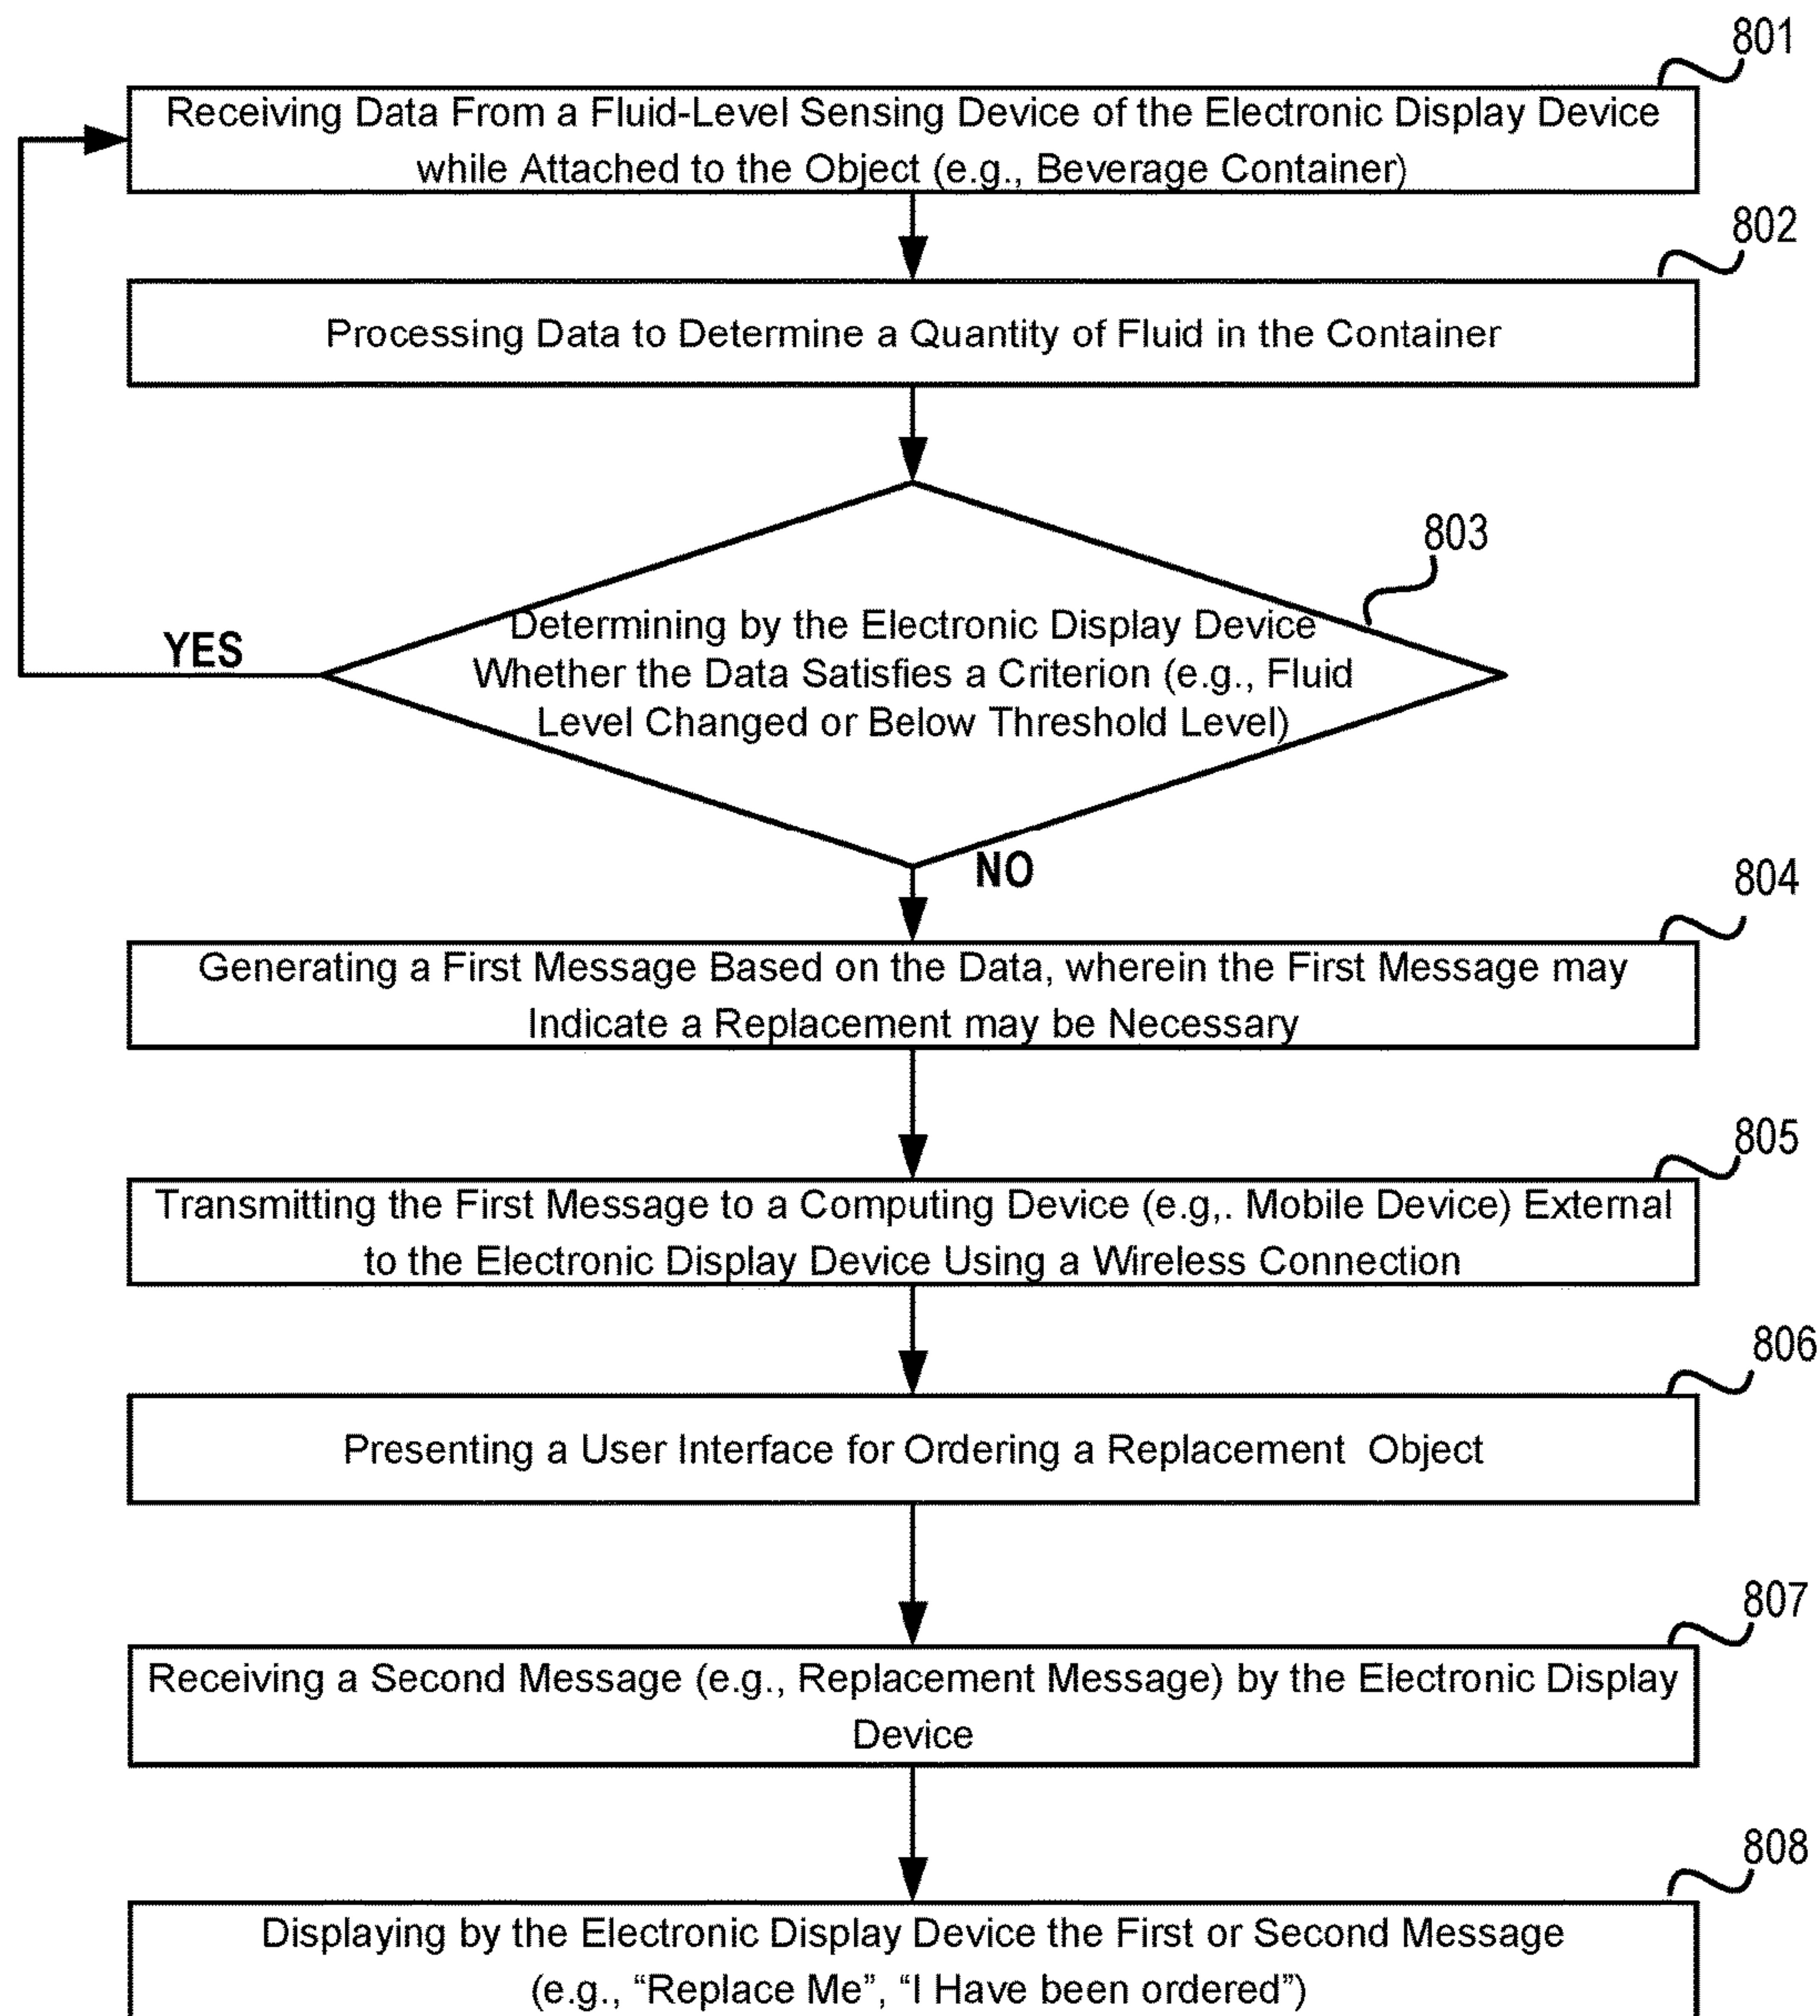 801
Receiving Data From a Fluid-Level Sensing Device of the Electronic Display Device
while Attached to the Object (e.g., Beverage Container)
802
Processing Data to Determine a Quantity of Fluid in the Container
803
Determining by the Electronic Display Device
YES
Whether the Data Satisfies a Criterion (e.g., Fluid
Level Changed or Below Threshold Level)
NO
804
Generating a First Message Based on the Data, wherein the First Message may
Indicate a Replacement may be Necessary
805
Transmitting the First Message to a Computing Device (e.g,. Mobile Device) External
to the Electronic Display Device Using a Wireless Connection
806
Presenting a User Interface for Ordering a Replacement Object
807
Receiving a Second Message (e.g., Replacement Message) by the Electronic Display
Device
808
Displaying by the Electronic Display Device the First or Second Message
(e.g., “Replace Me”, “I Have been ordered”)